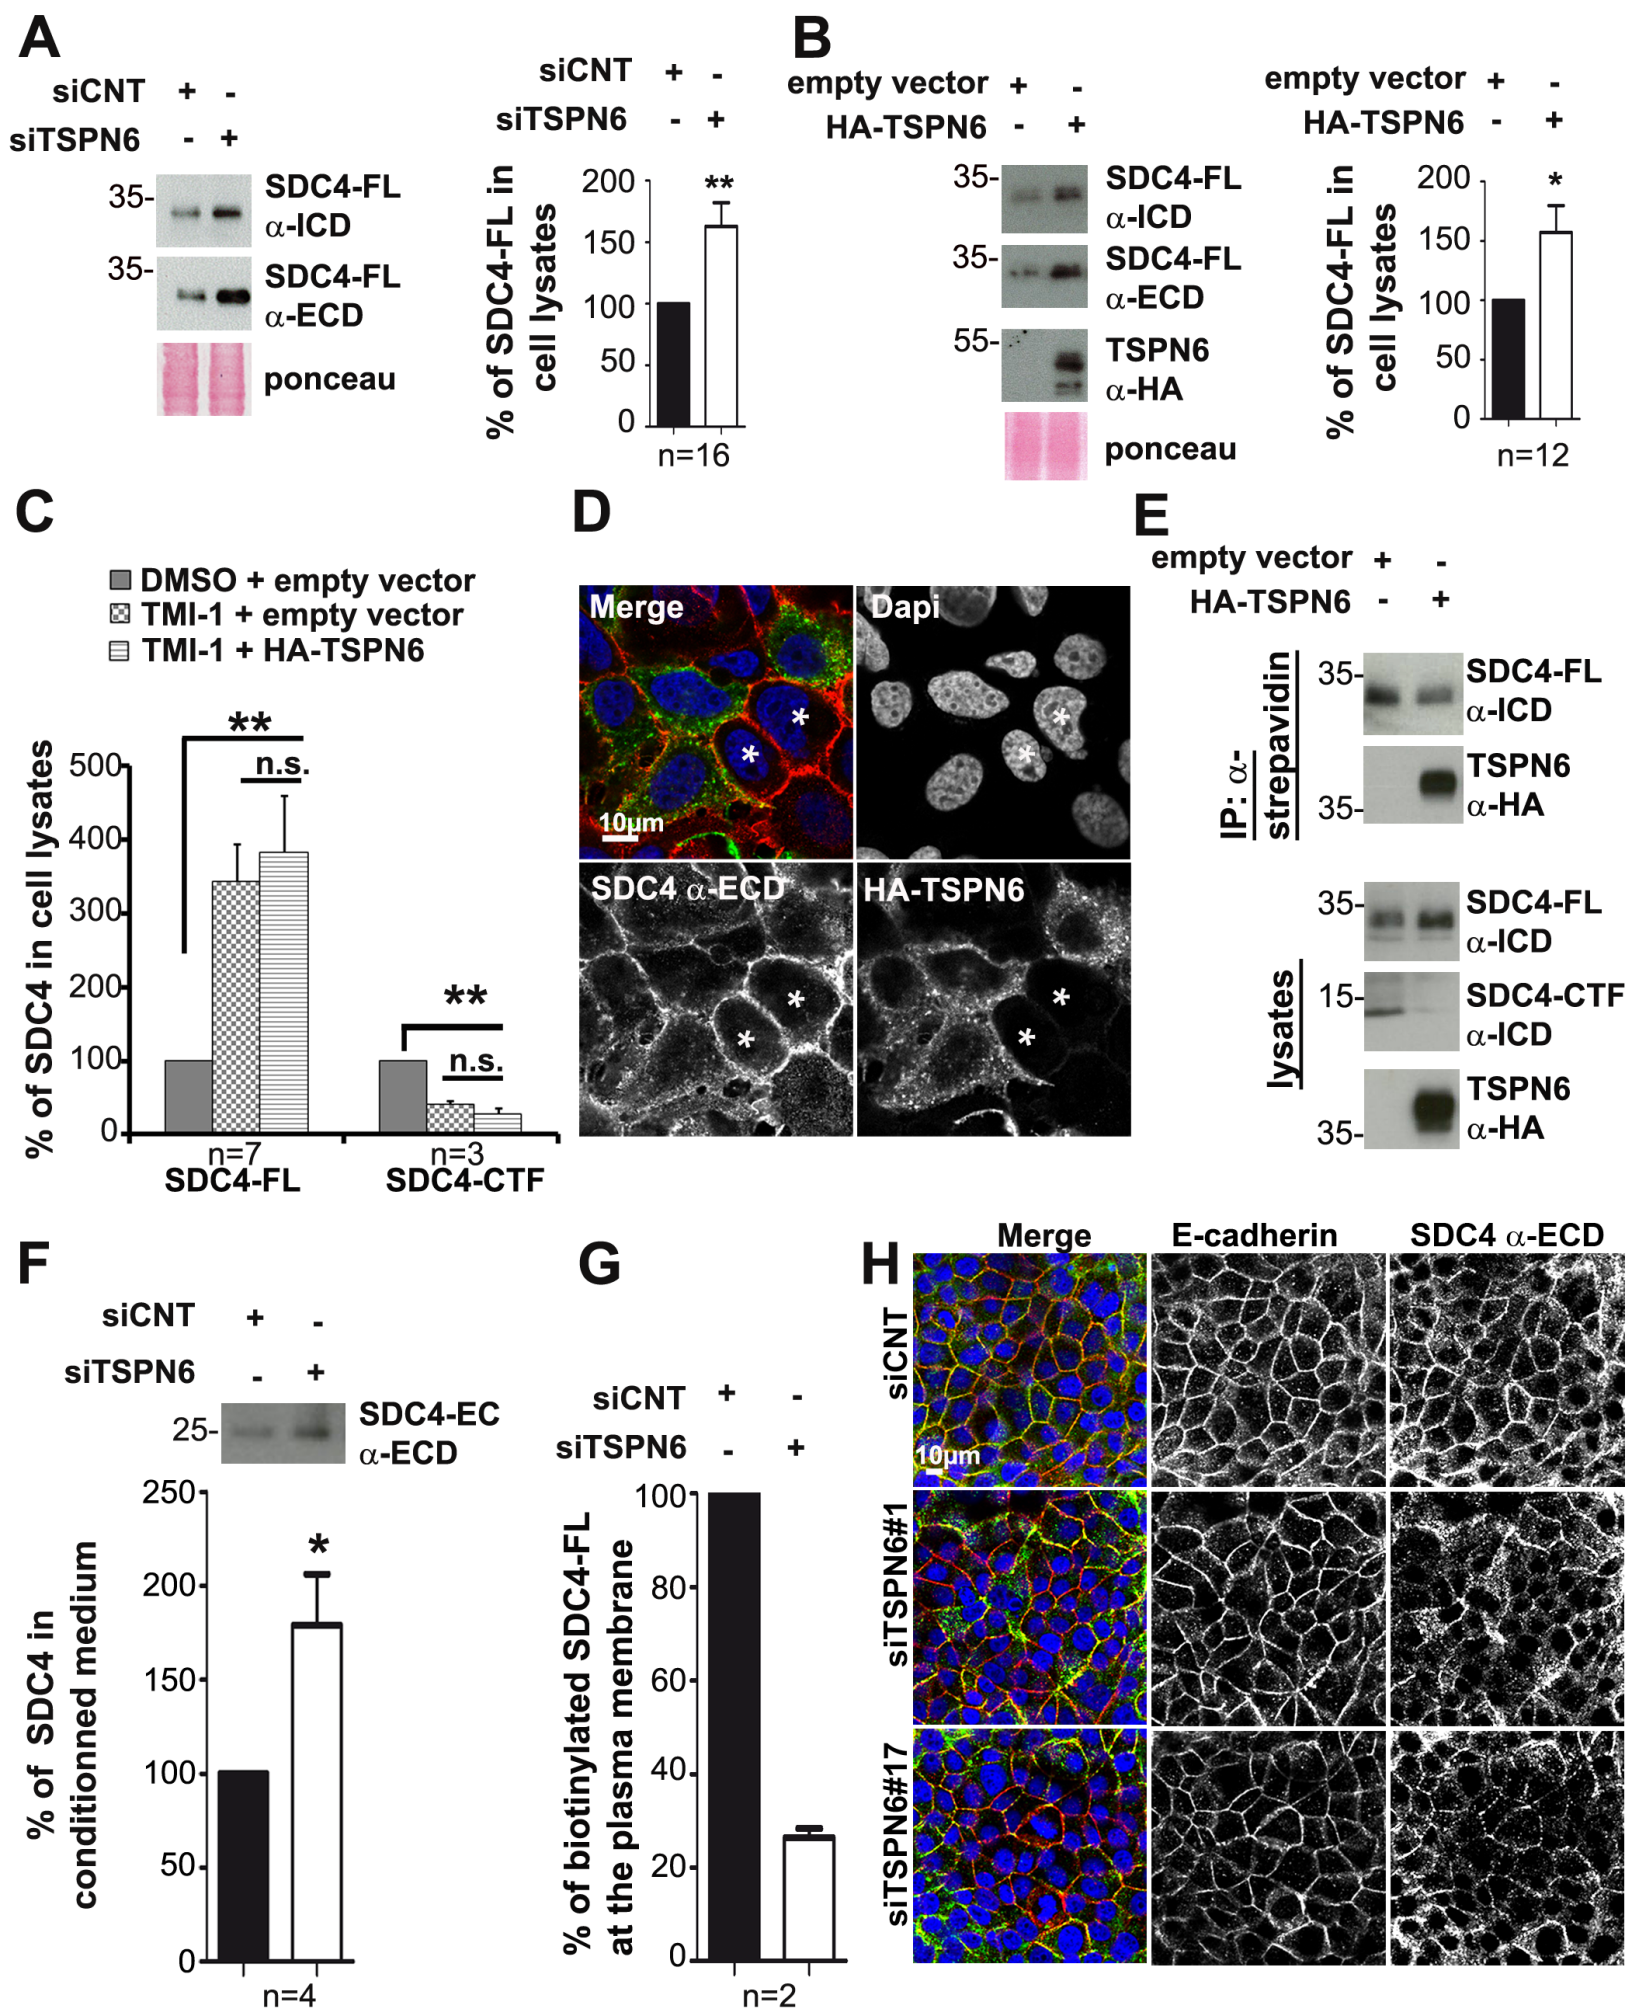 A
siCNT + -
siTSPN6 - +
35-
SDC4-FL
α-ICD
35-
SDC4-FL
α-ECD
ponceau
siCNT + -
siTSPN6 - +
% of SDC4-FL in
cell lysates
200
150
100
50
0
**
n=16
B
empty vector + -
HA-TSPN6 - +
35-
SDC4-FL
α-ICD
35-
SDC4-FL
α-ECD
55-
TSPN6
α-HA
ponceau
empty vector + -
HA-TSPN6 - +
% of SDC4-FL in
cell lysates
200
150
100
50
0
*
n=12
C
DMSO + empty vector
TMI-1 + empty vector
TMI-1 + HA-TSPN6
% of SDC4 in cell lysates
500
400
300
200
100
0
**
n.s.
**
n.s.
n=7
SDC4-FL
n=3
SDC4-CTF
D
Merge
Dapi
* *
* *
10μm
SDC4 α-ECD
HA-TSPN6
* *
* *
E
empty vector + -
HA-TSPN6 - +
IP: α-
strepavidin
35-
SDC4-FL
α-ICD
TSPN6
α-HA
35-
lysates
35-
SDC4-FL
α-ICD
15-
SDC4-CTF
α-ICD
TSPN6
α-HA
35-
F
siCNT + -
siTSPN6 - +
25-
SDC4-EC
α-ECD
% of SDC4 in
conditionned medium
250
200
150
100
50
0
*
n=4
G
siCNT + -
siTSPN6 - +
% of biotinylated SDC4-FL
at the plasma membrane
100
80
60
40
20
0
n=2
H
Merge
E-cadherin
SDC4 α-ECD
siCNT
10μm
siTSPN6#1
siTSPN6#17